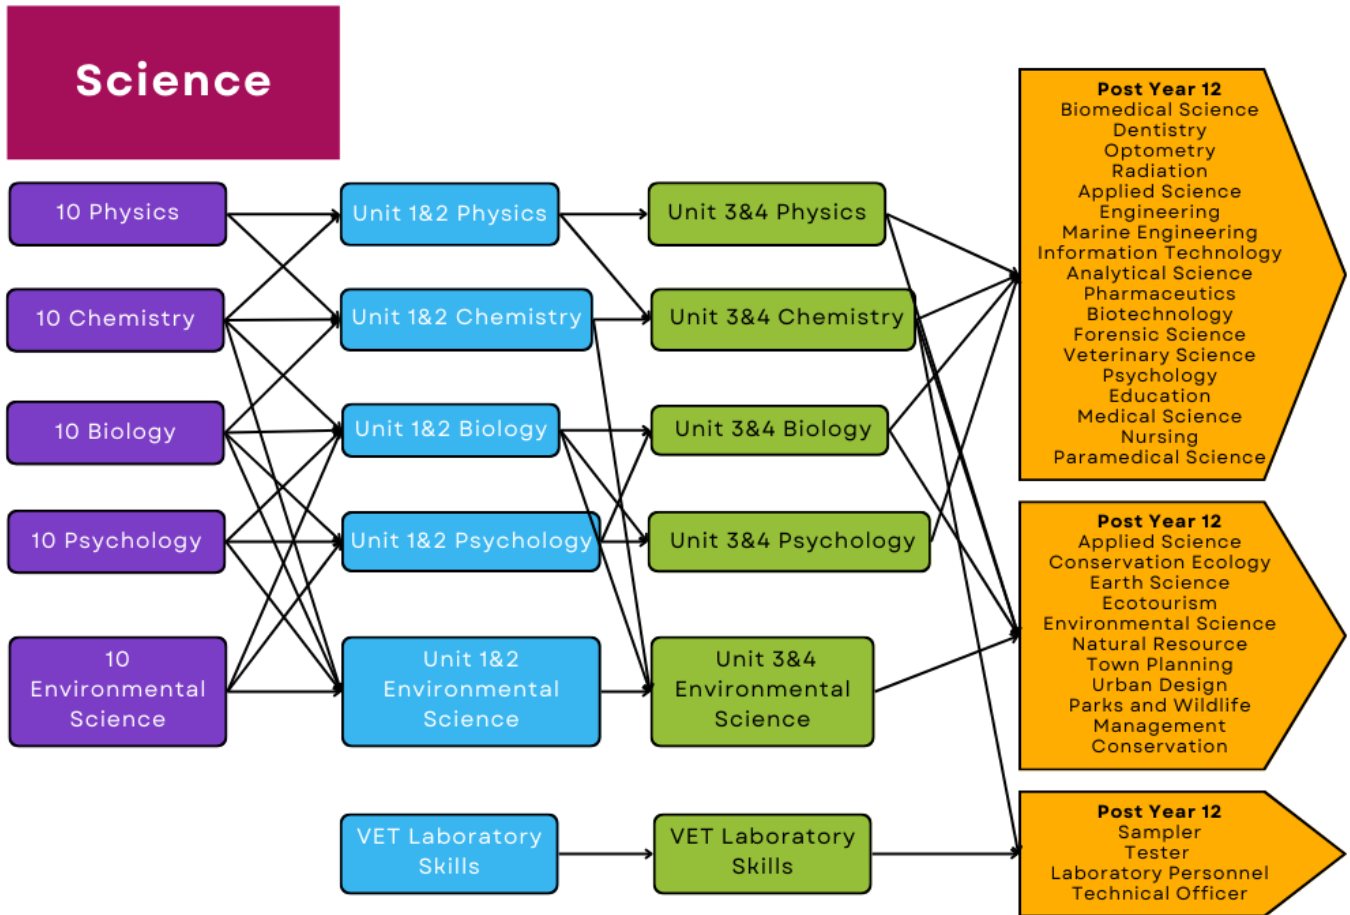 Science
10 Physics
10 Chemistry
10 Biology
10 Psychology
10
Environmental
Science
Unit 1&2 Physics
Unit 1&2 Chemistry
Unit 1&2 Biology
Unit 1&2 Psychology
Unit 1&2
Environmental
Science
VET Laboratory
Skills
Unit 3&4 Physics
Unit 3&4 Chemistry
Unit 3&4 Biology
Unit 3&4 Psychology
Unit 3&4
Environmental
Science
VET Laboratory
Skills
Post Year 12
Biomedical Science
Dentistry
Optometry
Radiation
Applied Science
Engineering
Marine Engineering
Information Technology
Analytical Science
Pharmaceutics
Biotechnology
Forensic Science
Veterinary Science
Psychology
Education
Medical Science
Nursing
Paramedical Science
Post Year 12
Applied Science
Conservation Ecology
Earth Science
Ecotourism
Environmental Science
Natural Resource
Town Planning
Urban Design
Parks and Wildlife
Management
Conservation
Post Year 12
Sampler
Tester
Laboratory Personnel
Technical Officer